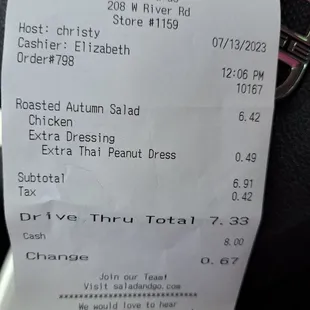 208 W River Rd
Store #1159
Host: christy
Cashier: Elizabeth 07/13/2023
Order#798
12:06 PM
10167
Roasted Autumn Salad 6.42
Chicken
Extra Dressing
Extra Thai Peanut Dress 0.49
Subtotal 6.91
Tax 0.42
Drive Thru Total 7.33
Cash 8.00
Change 0.67
Join our Team!
Visit saladandgo.com
We would love to hear